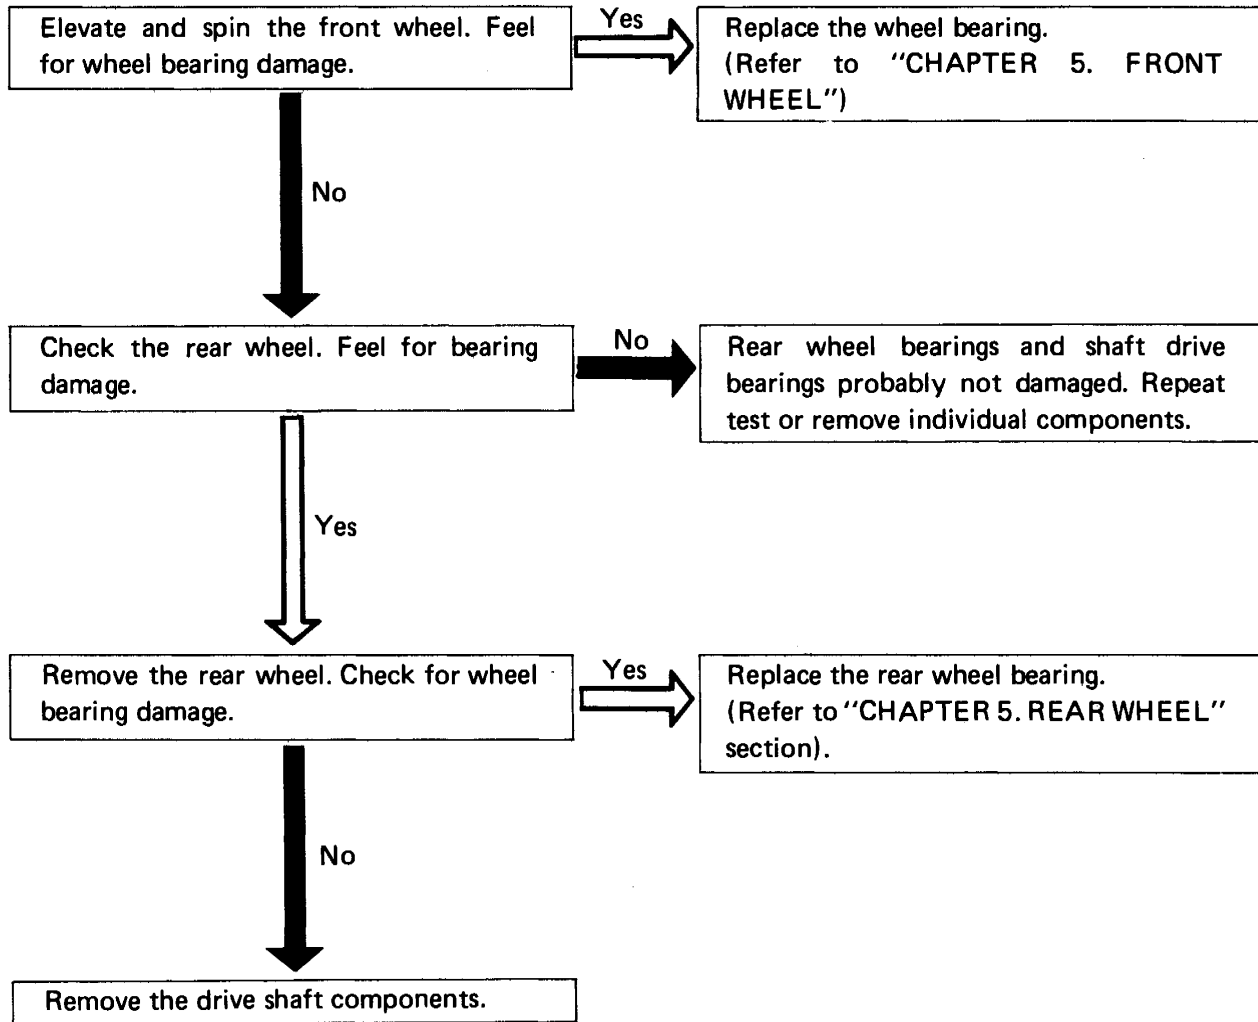 Elevate and spin the front wheel. Feel
for wheel bearing damage.
Yes
Replace the wheel bearing.
(Refer to "CHAPTER 5. FRONT
WHEEL")
No
Check the rear wheel. Feel for bearing
damage.
No
Rear wheel bearings and shaft drive
bearings probably not damaged. Repeat
test or remove individual components.
Yes
Remove the rear wheel. Check for wheel
bearing damage.
Yes
Replace the rear wheel bearing.
(Refer to "CHAPTER 5. REAR WHEEL"
section).
No
Remove the drive shaft components.